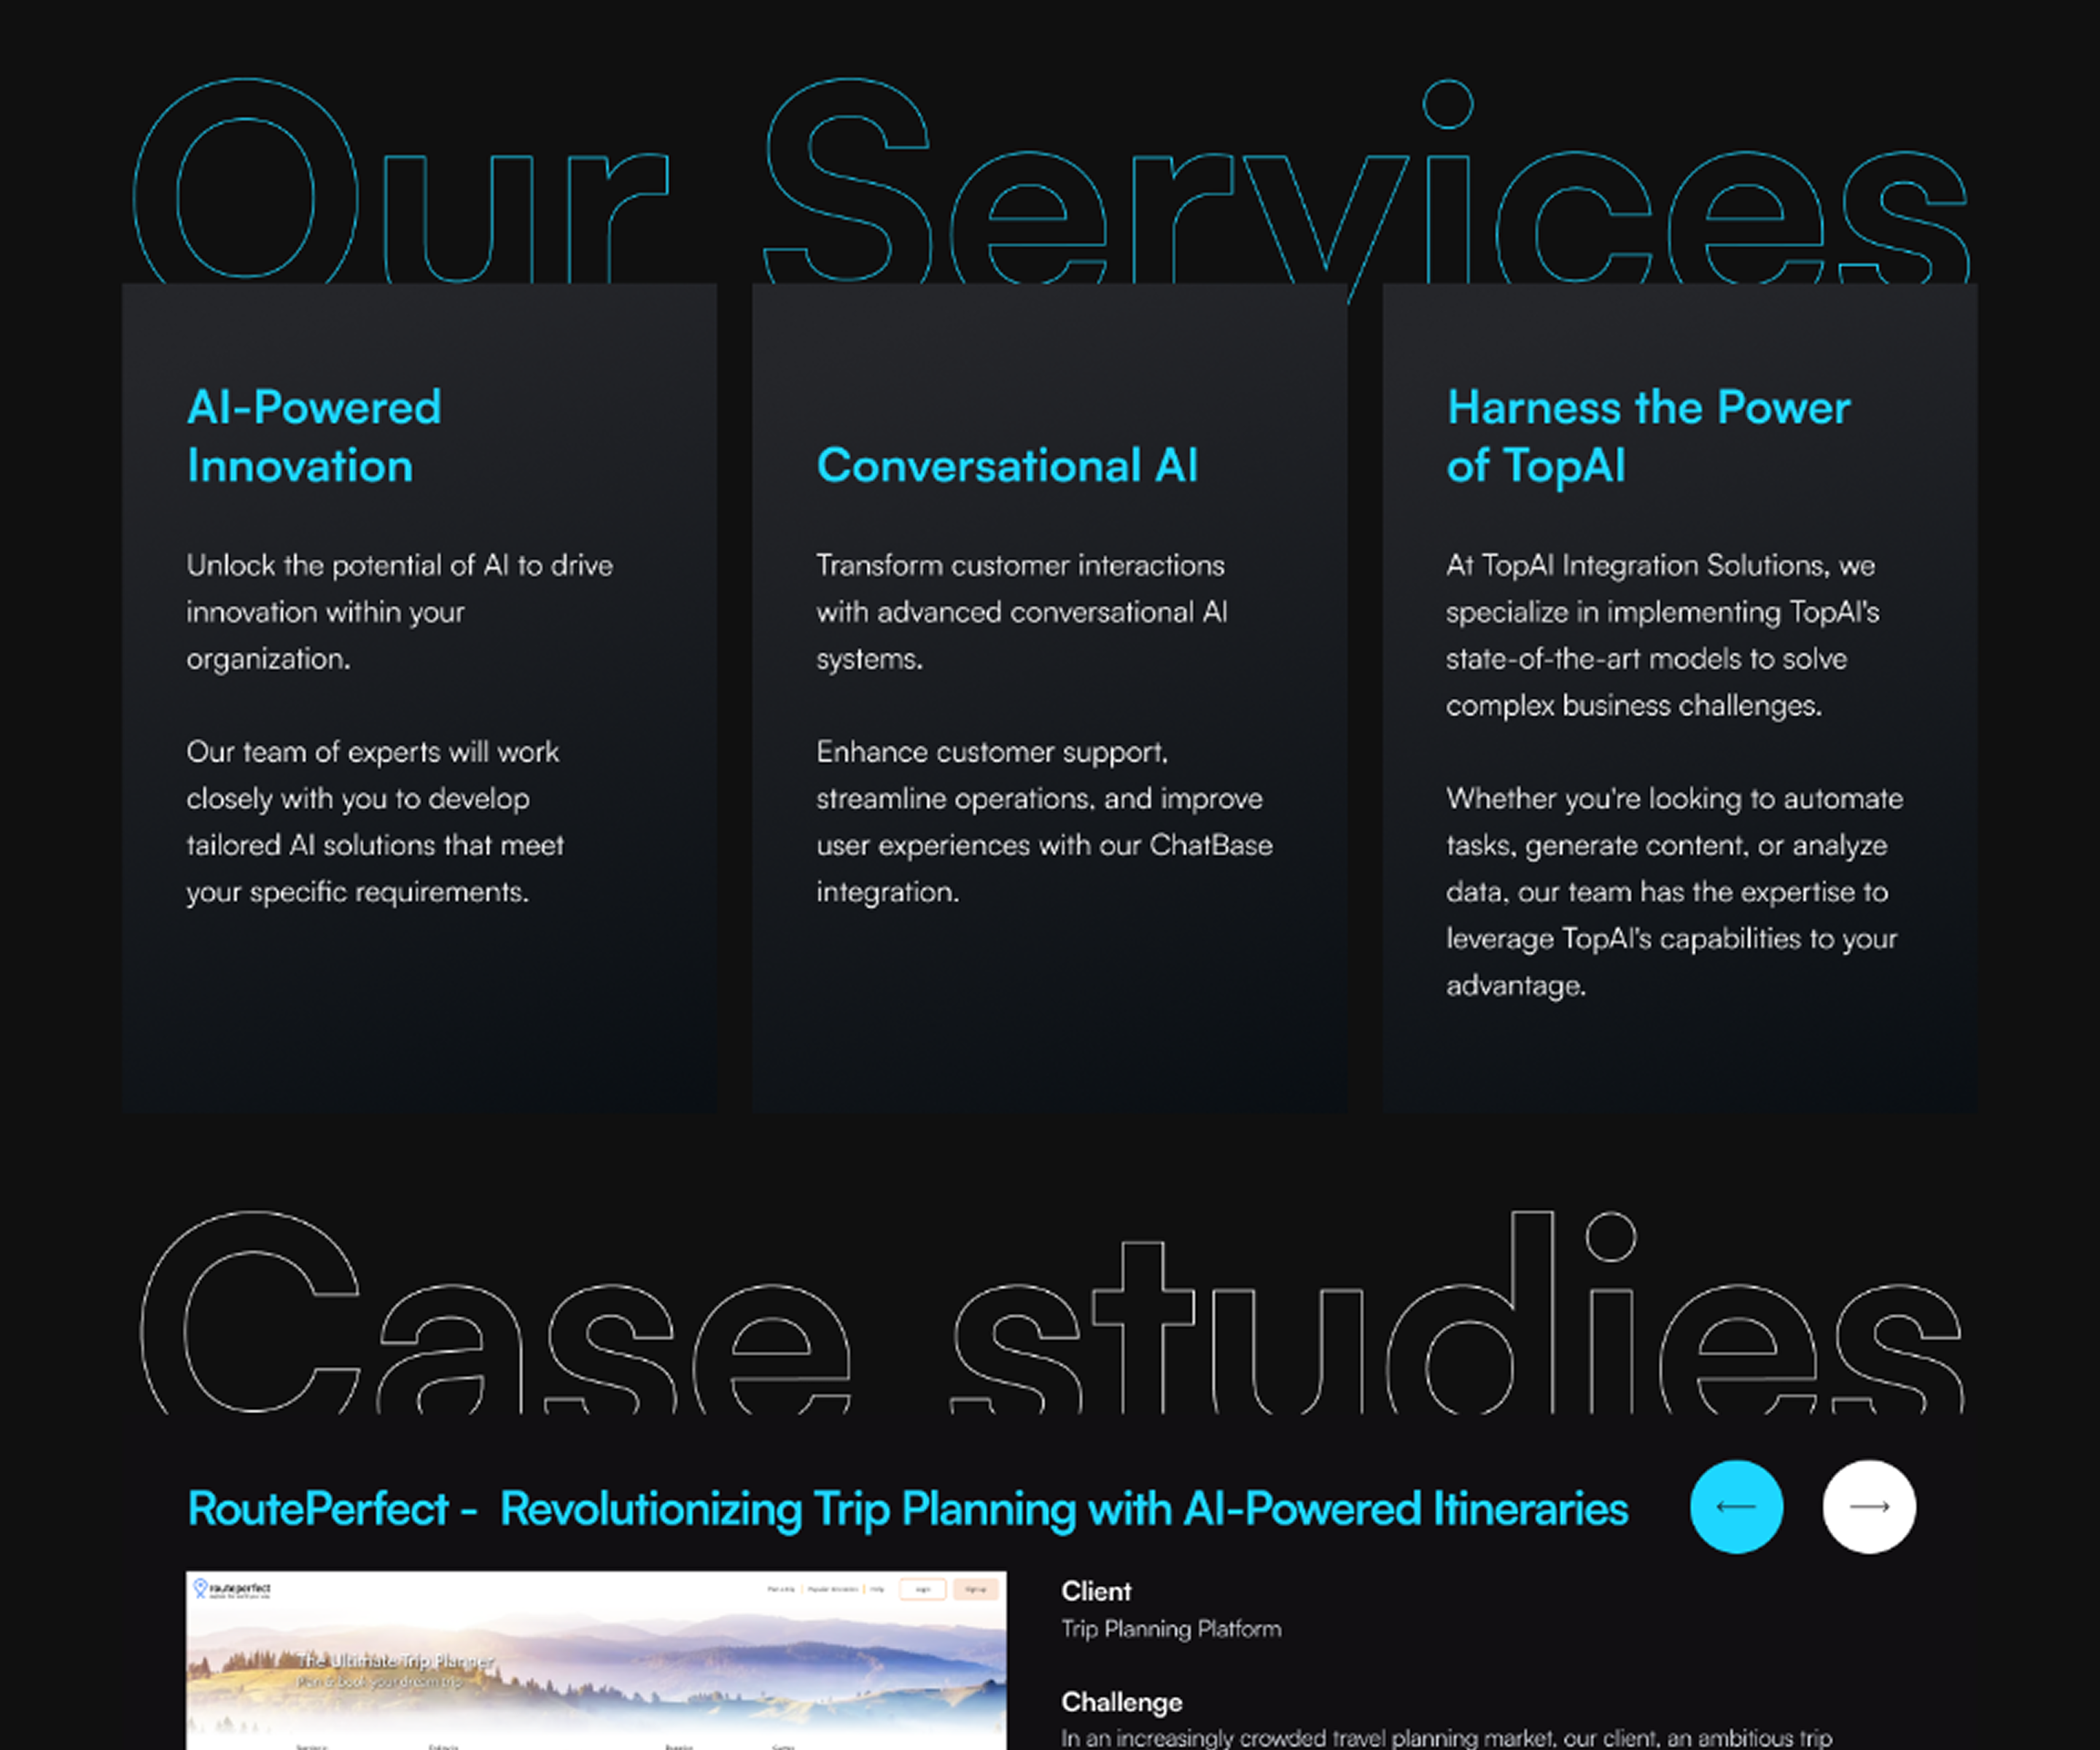 Our Services
AI-Powered
Innovation
Unlock the potential of AI to drive
innovation within your
organization.
Our team of experts will work
closely with you to develop
tailored AI solutions that meet
your specific requirements.
Conversational AI
Transform customer interactions
with advanced conversational AI
systems.
Enhance customer support,
streamline operations, and improve
user experiences with our ChatBase
integration.
Harness the Power
of TopAI
At TopAI Integration Solutions, we
specialize in implementing TopAI's
state-of-the-art models to solve
complex business challenges.
Whether you're looking to automate
tasks, generate content, or analyze
data, our team has the expertise to
leverage TopAI's capabilities to your
advantage.
Case studies
RoutePerfect - Revolutionizing Trip Planning with AI-Powered Itineraries
routeperfect
Login
Sign up
The Ultimate Trip Planner
Plan & book your dream trip
Client
Trip Planning Platform
Challenge
In an increasingly crowded travel planning market, our client, an ambitious trip